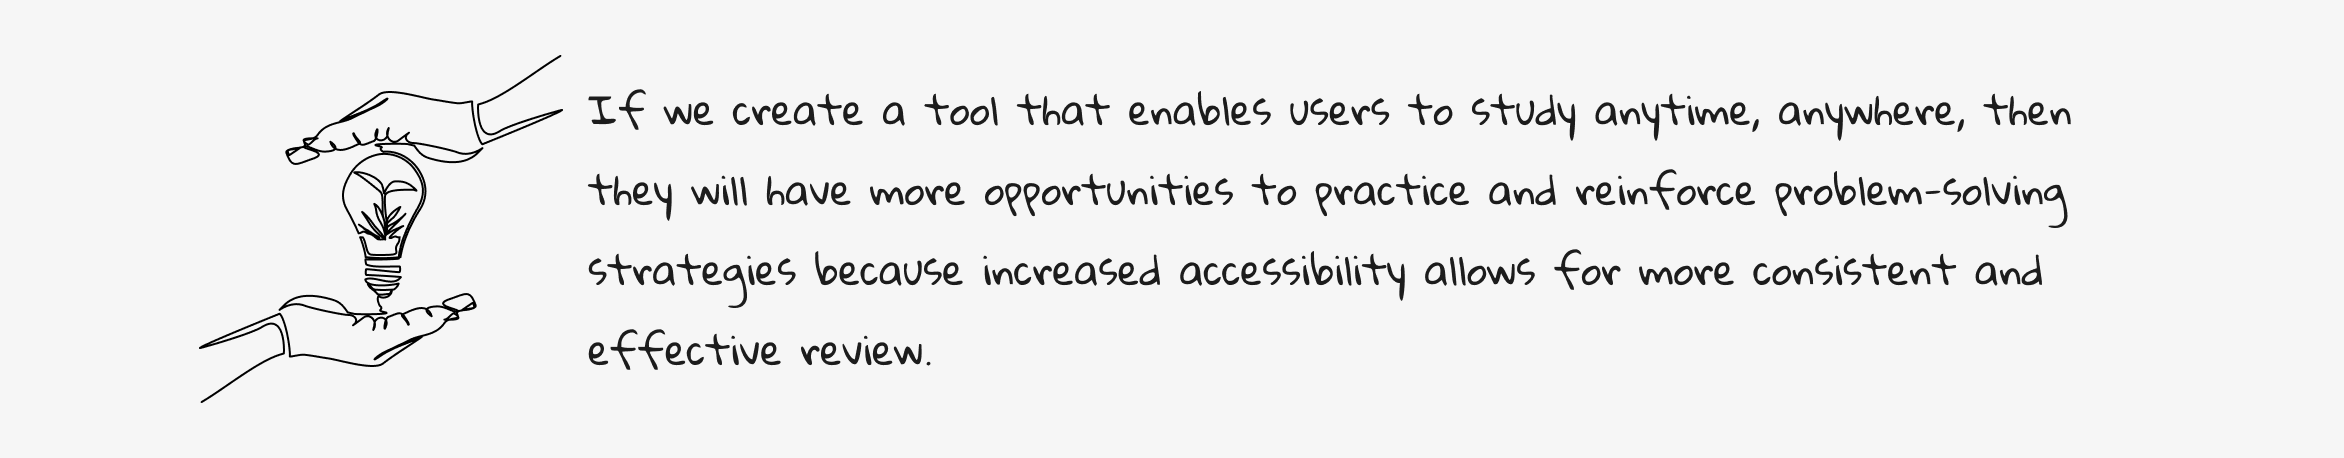 If we create a tool that enables users to study anytime, anywhere, then
they will have more opportunities to practice and reinforce problem-solving
strategies because increased accessibility allows for more consistent and
effective review.